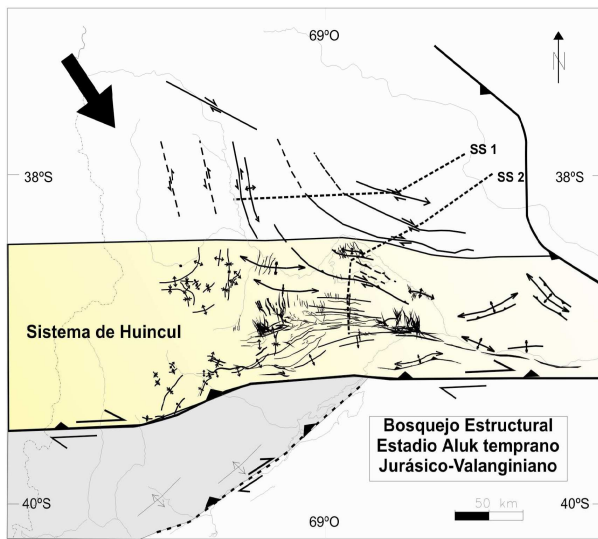 69ºO
N
SS 1
SS 2
38ºS
38ºS
Sistema de Huincul
Bosquejo Estructural
Estadio Aluk temprano
Jurásico-Valanginiano
50 km
40ºS
40ºS
69ºO